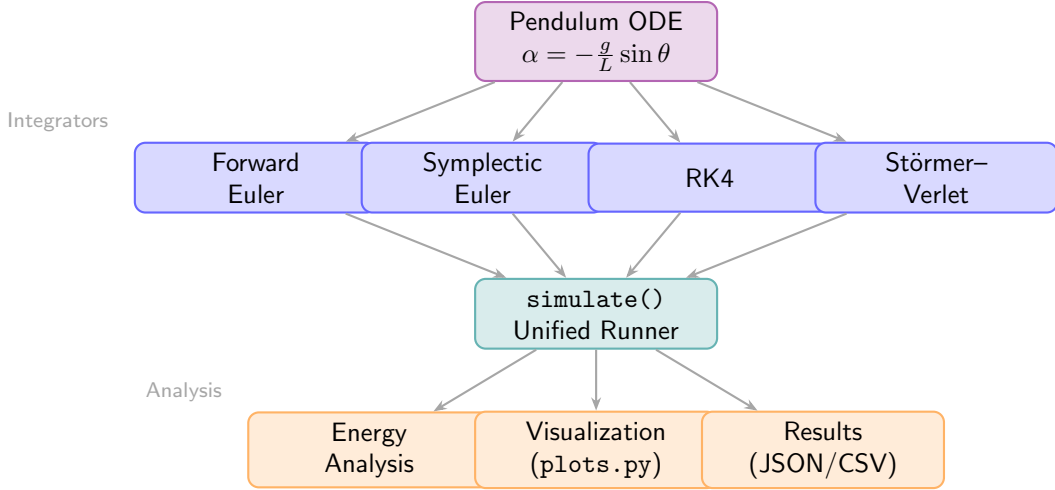 Pendulum ODE
α = −g/L sin θ
Integrators
Forward
Euler
Symplectic
Euler
RK4
Störmer–
Verlet
simulate()
Unified Runner
Analysis
Energy
Analysis
Visualization
(plots.py)
Results
(JSON/CSV)